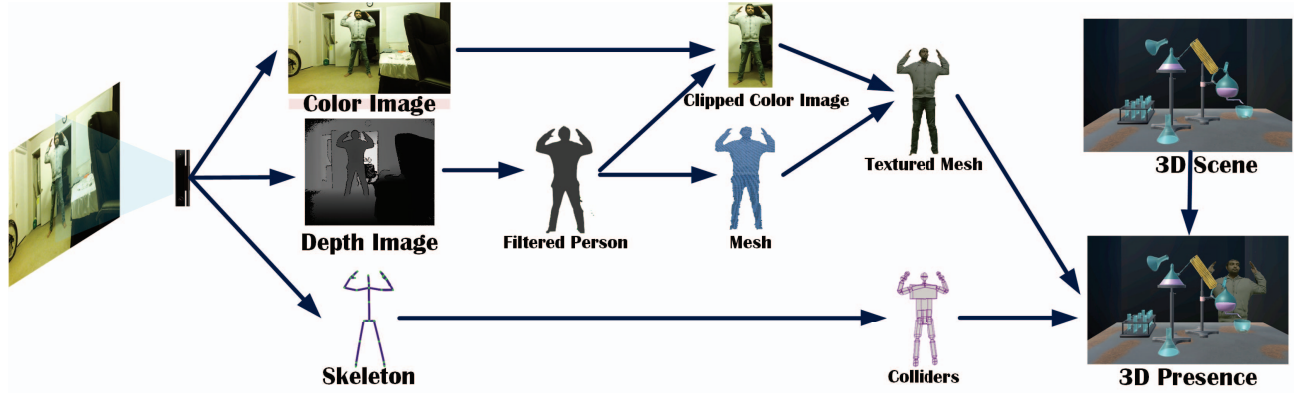 Color Image
Clipped Color Image
Textured Mesh
3D Scene
Depth Image
Filtered Person
Mesh
Skeleton
Colliders
3D Presence